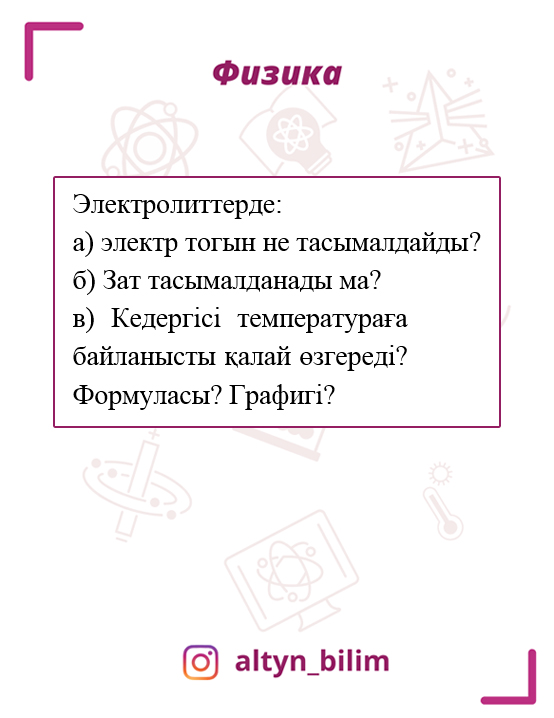 Физика
Электролиттерде:
а) электр тогын не тасымалдайды?
б) Зат тасымалданады ма?
в) Кедергісі температураға
байланысты қалай өзгереді?
Формуласы? Графигі?
altyn_bilim